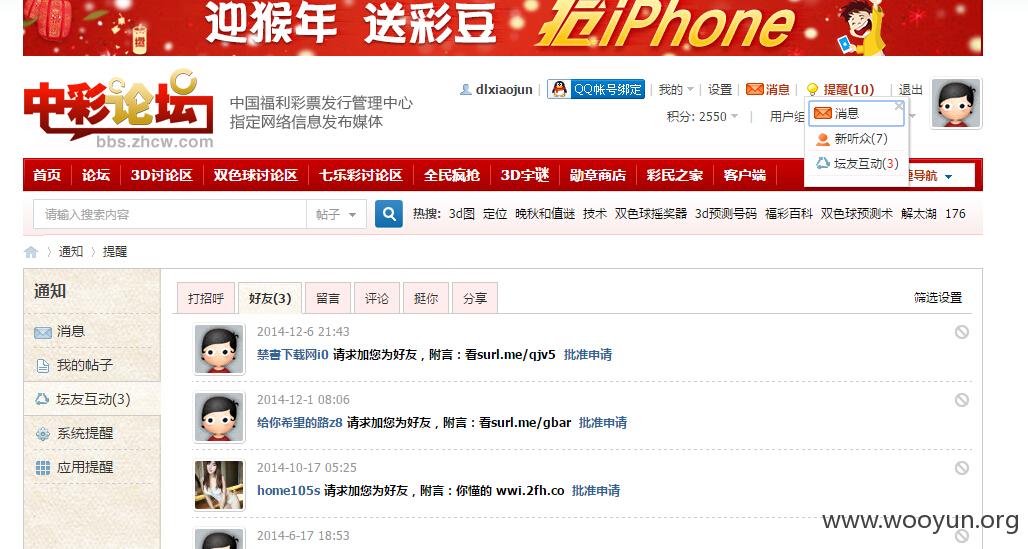 迎猴年 送彩豆 抢iPhone
中彩论坛
bbs.zhcw.com
中国福利彩票发行管理中心
指定网络信息发布媒体
dlxiaojun QQ帐号绑定 我的 设置 消息 提醒(10) 退出
积分: 2550 用户组
消息
新听众(7)
坛友互动(3)
首页 论坛 3D讨论区 双色球讨论区 七乐彩讨论区 全民疯抢 3D字谜 勋章商店 彩民之家 客户端 导航
请输入搜索内容 帖子 热搜: 3d图 定位 晚秋和值谜 技术 双色球摇奖器 3d预测号码 福彩百科 双色球预测术 解太湖 176
通知 提醒
通知
消息
我的帖子
坛友互动(3)
系统提醒
应用提醒
打招呼 好友(3) 留言 评论 挺你 分享 筛选设置
2014-12-6 21:43
禁書下载网i0 请求加您为好友，附言：看surl.me/qjv5 批准申请
2014-12-1 08:06
给你希望的路z8 请求加您为好友，附言：看surl.me/gbar 批准申请
2014-10-17 05:25
home105s 请求加您为好友，附言：你懂的 wwi.2fh.co 批准申请
2014-6-17 18:53
www.wooyun.org